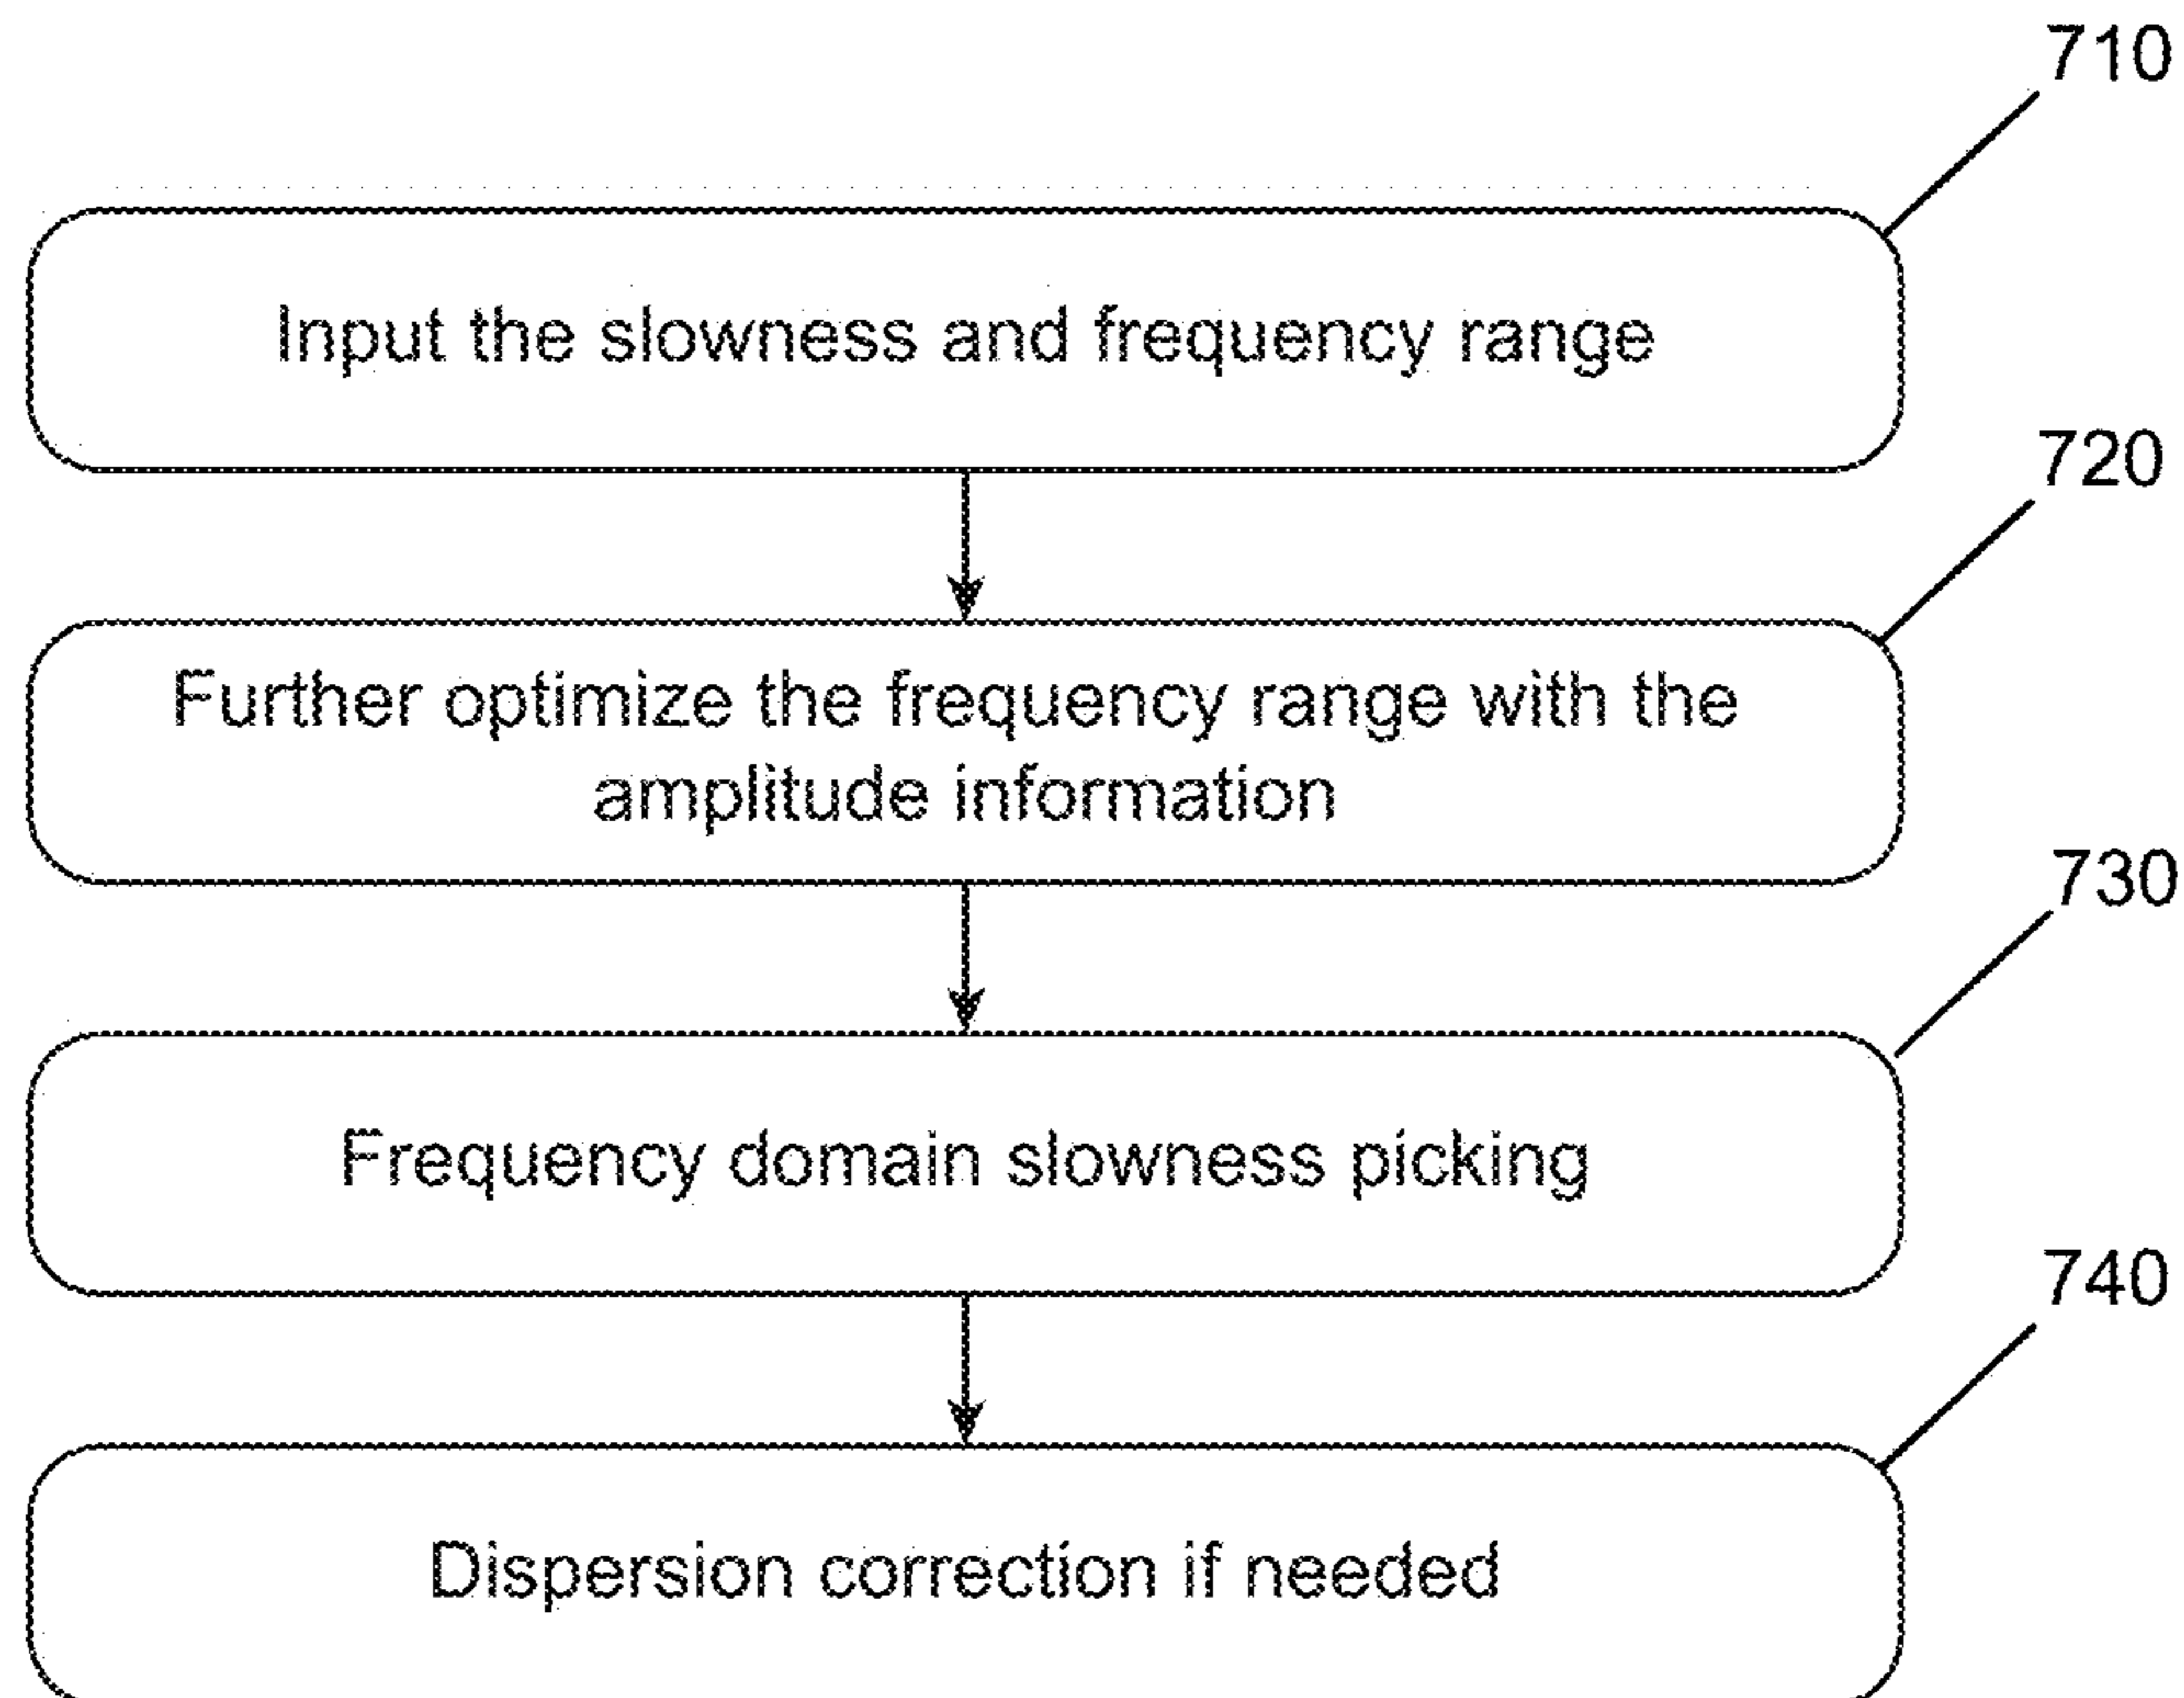 710
Input the slowness and frequency range
720
Further optimize the frequency range with the
amplitude information
730
Frequency domain slowness picking
740
Dispersion correction if needed